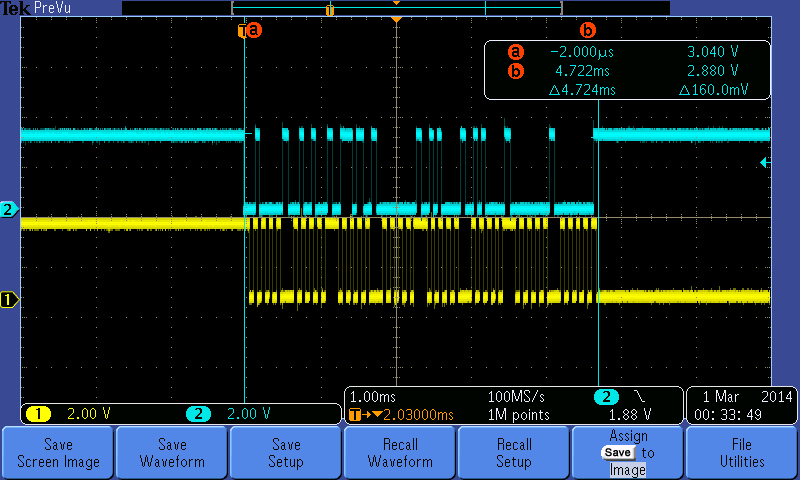 Tek PreVu
T a b
a −2.000µs 3.040 V
b 4.722ms 2.880 V
△4.724ms △160.0mV
2
1
1 2.00 V 2 2.00 V
1.00ms 100MS/s 2 1.88 V
T→▼2.03000ms 1M points
1 Mar 2014
00:33:49
Save Screen Image
Save Waveform
Save Setup
Recall Waveform
Recall Setup
Assign Save to Image
File Utilities